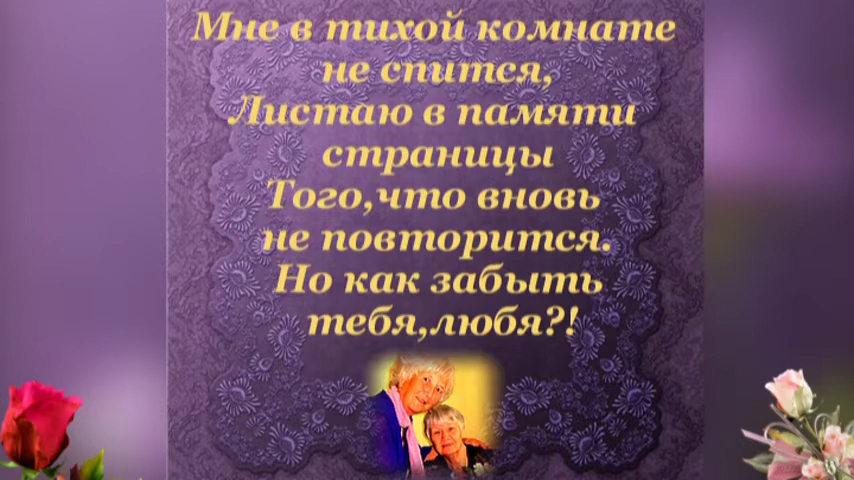 Мне в тихой комнате
не спится,
Листаю в памяти
страницы
Того,что вновь
не повторится.
Но как забыть
тебя,любя?!